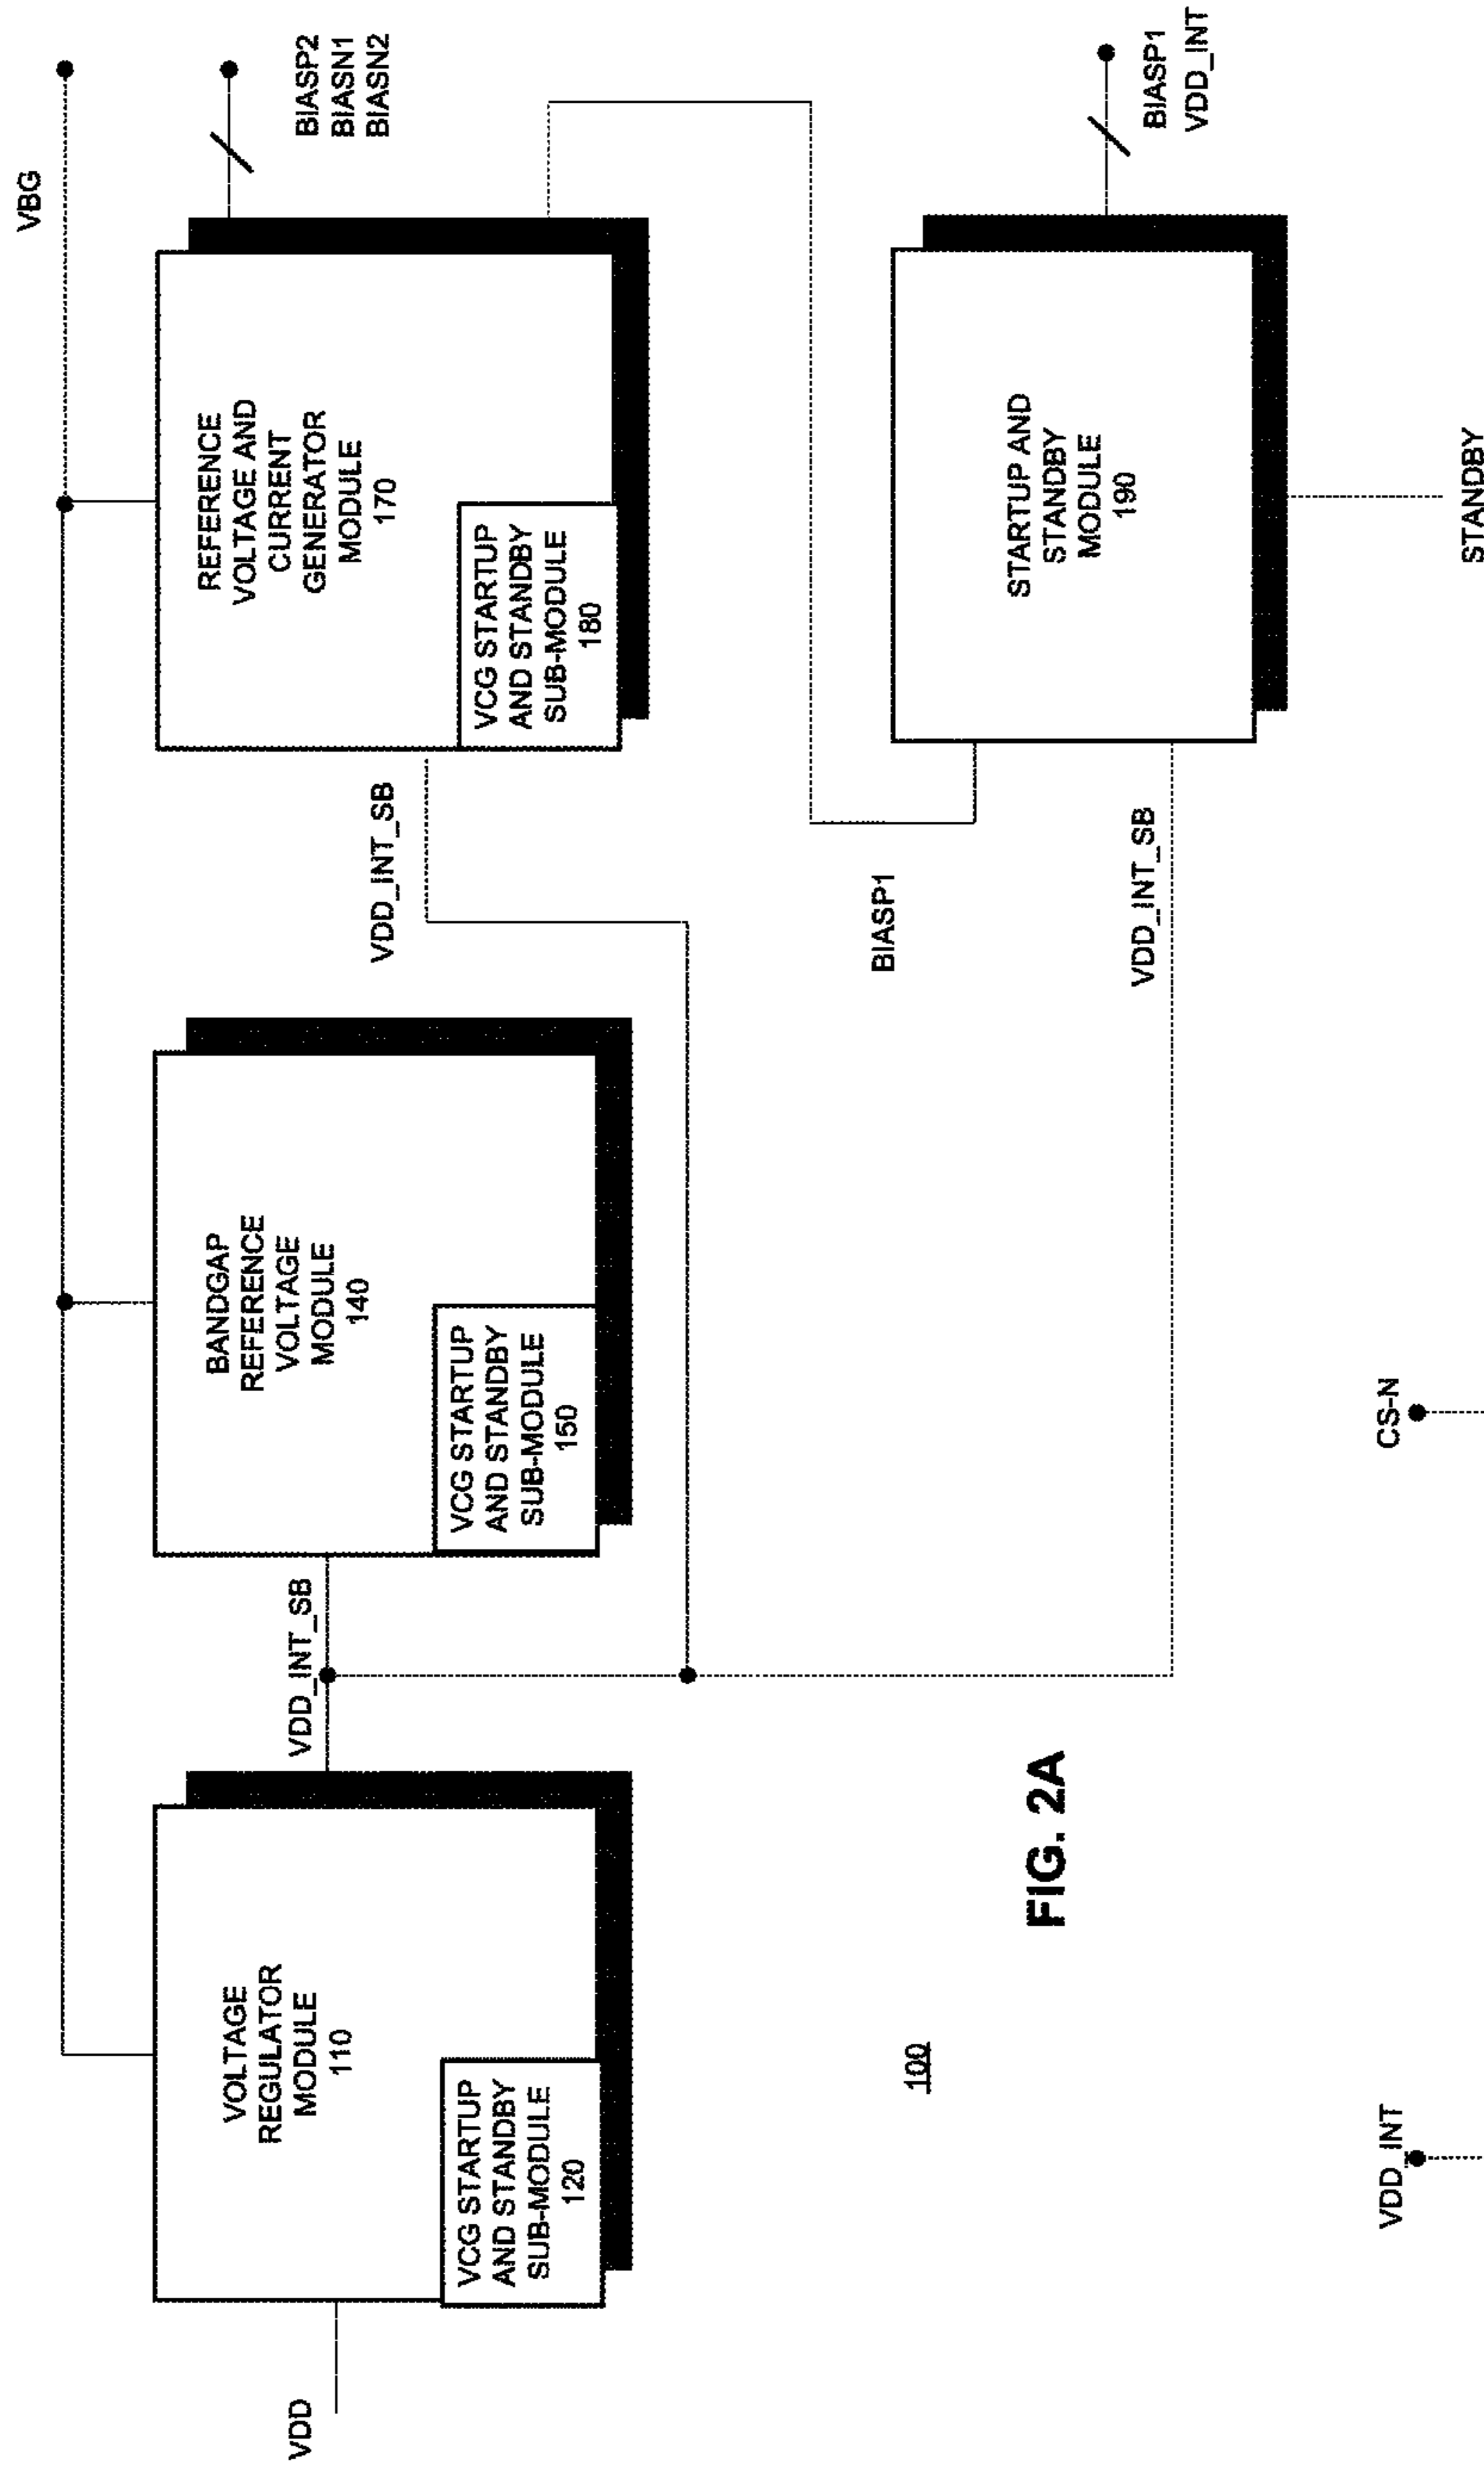 VBG
VDD
VOLTAGE
REGULATOR
MODULE
110
VCG STARTUP
AND STANDBY
SUB-MODULE
120
VDD_INT_SB
BANDGAP
REFERENCE
VOLTAGE
MODULE
140
VCG STARTUP
AND STANDBY
SUB-MODULE
150
VDD_INT_SB
REFERENCE
VOLTAGE AND
CURRENT
GENERATOR
MODULE
170
VCG STARTUP
AND STANDBY
SUB-MODULE
180
BIASP2
BIASN1
BIASN2
BIASP1
VDD_INT_SB
STARTUP AND
STANDBY
MODULE
190
BIASP1
VDD_INT
STANDBY
100
FIG. 2A
VDD_INT
CS-N